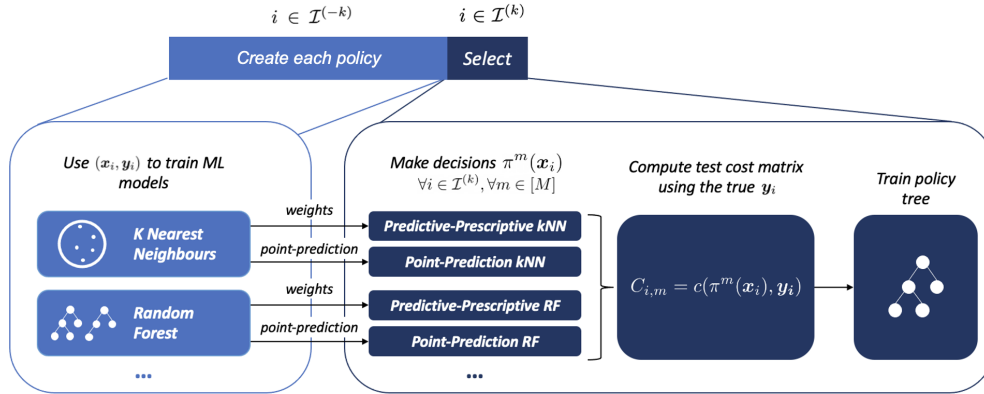 i ∈ 𝓘^{(-k)}
i ∈ 𝓘^{(k)}
Create each policy
Select
Use (x_i, y_i) to train ML
models
K Nearest
Neighbours
Random
Forest
...
weights
point-prediction
weights
point-prediction
Make decisions π^m(x_i)
∀i ∈ 𝓘^{(k)}, ∀m ∈ [M]
Predictive-Prescriptive kNN
Point-Prediction kNN
Predictive-Prescriptive RF
Point-Prediction RF
...
Compute test cost matrix
using the true y_i
C_{i,m} = c(π^m(x_i), y_i)
Train policy
tree